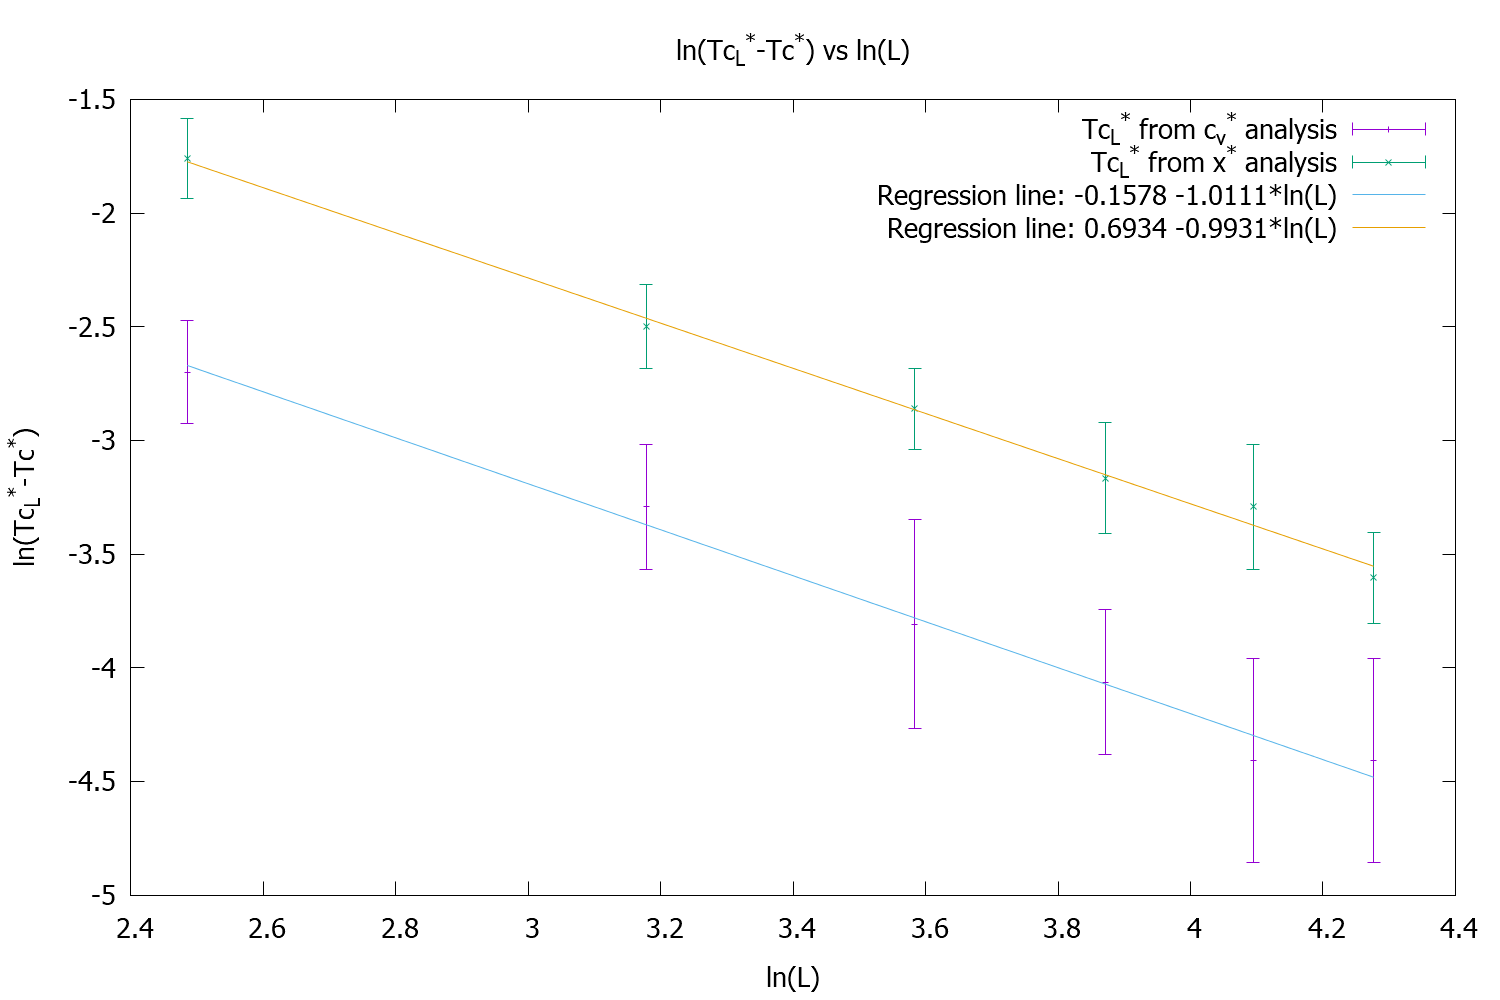 ln(Tc_L^*-Tc^*) vs ln(L)
Tc_L^* from c_v^* analysis
Tc_L^* from x^* analysis
Regression line: -0.1578 -1.0111*ln(L)
Regression line: 0.6934 -0.9931*ln(L)
-1.5
-2
-2.5
-3
-3.5
-4
-4.5
-5
ln(Tc_L^*-Tc^*)
2.4 2.6 2.8 3 3.2 3.4 3.6 3.8 4 4.2 4.4
ln(L)